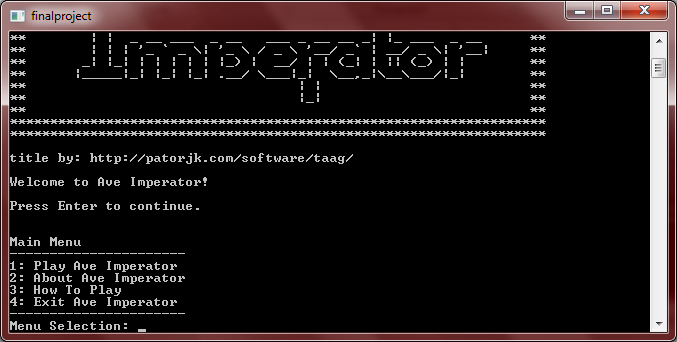 finalproject
Imperator
title by: http://patorjk.com/software/taag/
Welcome to Ave Imperator!
Press Enter to continue.
Main Menu
----------------------
1: Play Ave Imperator
2: About Ave Imperator
3: How To Play
4: Exit Ave Imperator
----------------------
Menu Selection: _